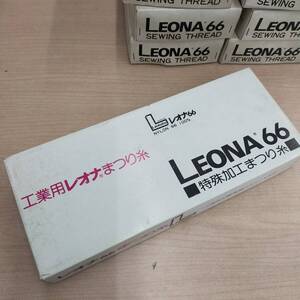 LEONA'66
SEWING THREAD
LEONA'66
SEWING THREAD
レオナ66
NYLON 66 100%
工業用レオナ®まつり糸
LEONA'66
特殊加工まつり糸